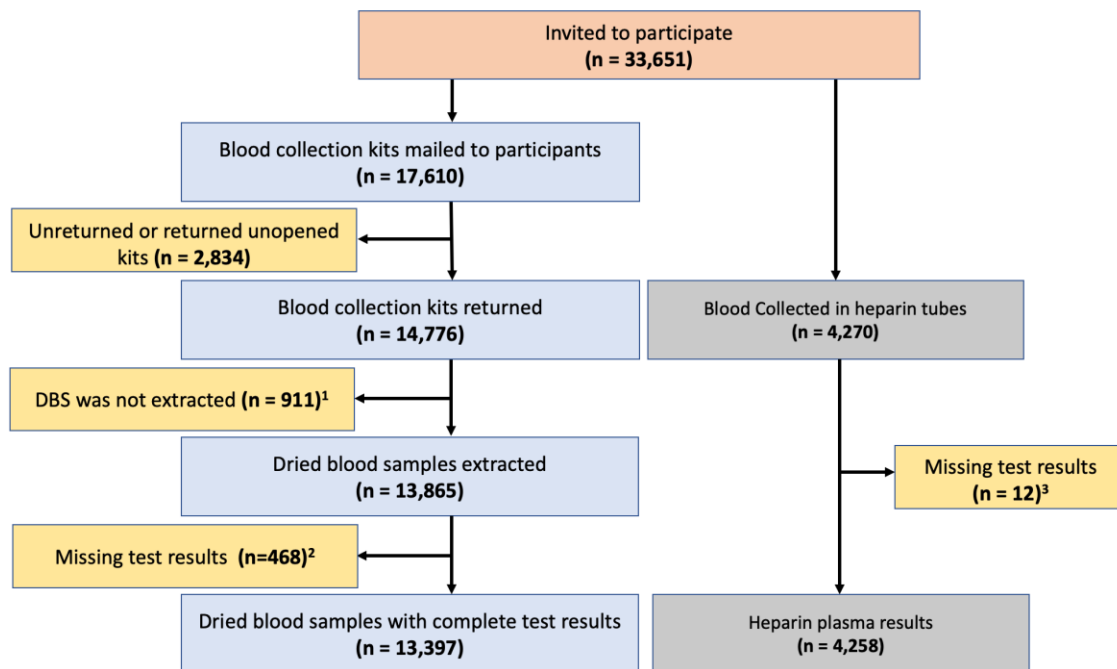 Invited to participate
(n = 33,651)
Blood collection kits mailed to participants
(n = 17,610)
Unreturned or returned unopened
kits (n = 2,834)
Blood collection kits returned
(n = 14,776)
Blood Collected in heparin tubes
(n = 4,270)
DBS was not extracted (n = 911)¹
Dried blood samples extracted
(n = 13,865)
Missing test results
(n = 12)³
Missing test results (n=468)²
Dried blood samples with complete test results
(n = 13,397)
Heparin plasma results
(n = 4,258)